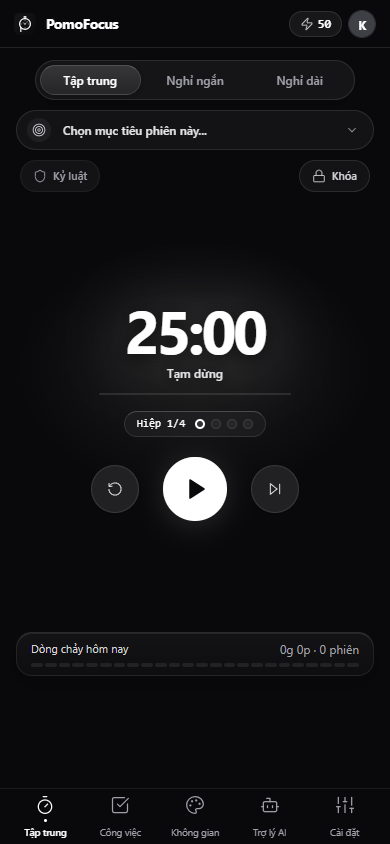 PomoFocus
50
K
Tập trung
Nghỉ ngắn
Nghỉ dài
Chọn mục tiêu phiên này...
Kỷ luật
Khóa
25:00
Tạm dừng
Hiệp 1/4
Dòng chảy hôm nay
0g 0p · 0 phiên
Tập trung
Công việc
Không gian
Trợ lý AI
Cài đặt